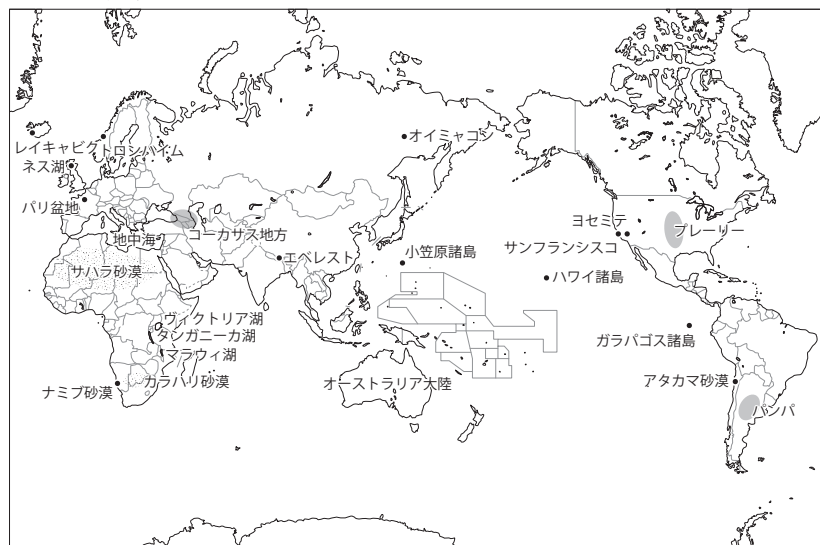 レイキャビク
トロンハイム
オイミャコン
ネス湖
パリ盆地
ヨセミテ
プレーリー
地中海
コーカサス地方
サンフランシスコ
エベレスト
小笠原諸島
サハラ砂漠
ハワイ諸島
ヴィクトリア湖
タンガニーカ湖
ガラパゴス諸島
マラウィ湖
ナミブ砂漠
カラハリ砂漠
オーストラリア大陸
アタカマ砂漠
パンパ